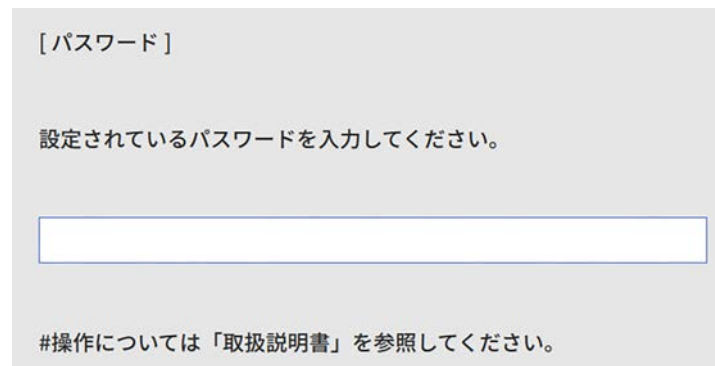 [ パスワード ]
設定されているパスワードを入力してください。
#操作については「取扱説明書」を参照してください。